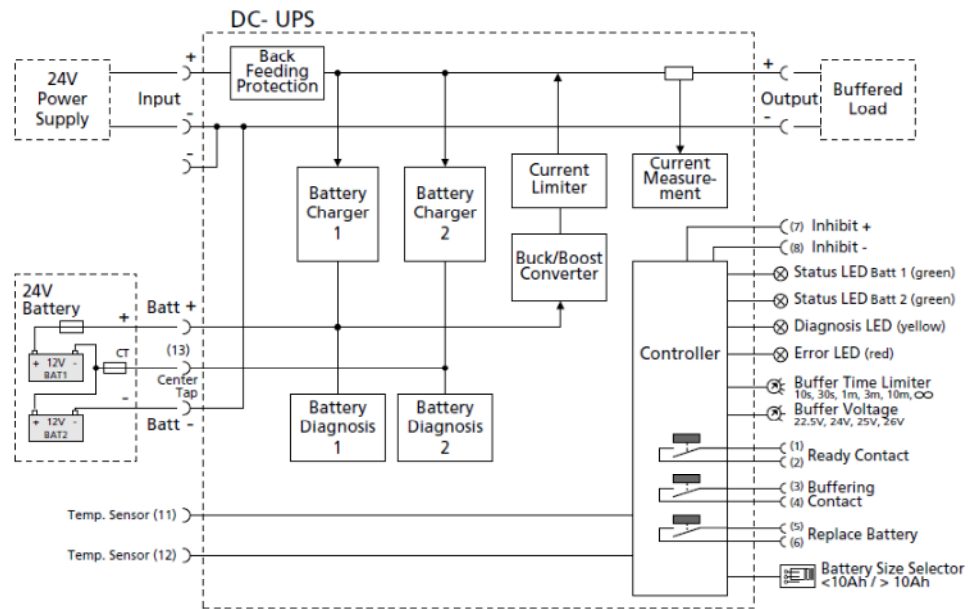 DC- UPS
24V
Power
Supply
+
Input
-
-
Back
Feeding
Protection
+
Output
-
Buffered
Load
Battery
Charger
1
Battery
Charger
2
Current
Limiter
Current
Measure-
ment
Buck/Boost
Converter
24V
Battery
+
Batt +
CT
(13)
Center
Tap
-
Batt -
+ 12V -
BAT1
+ 12V -
BAT2
Battery
Diagnosis
1
Battery
Diagnosis
2
Temp. Sensor (11)
Temp. Sensor (12)
Controller
(7) Inhibit +
(8) Inhibit -
Status LED Batt 1 (green)
Status LED Batt 2 (green)
Diagnosis LED (yellow)
Error LED (red)
Buffer Time Limiter
10s, 30s, 1m, 3m, 10m, ∞
Buffer Voltage
22.5V, 24V, 25V, 26V
(1)
(2) Ready Contact
(3) Buffering
(4) Contact
(5)
(6) Replace Battery
Battery Size Selector
<10Ah / > 10Ah